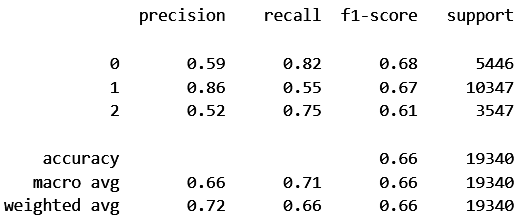 precision recall f1-score support
0 0.59 0.82 0.68 5446
1 0.86 0.55 0.67 10347
2 0.52 0.75 0.61 3547
accuracy 0.66 19340
macro avg 0.66 0.71 0.66 19340
weighted avg 0.72 0.66 0.66 19340